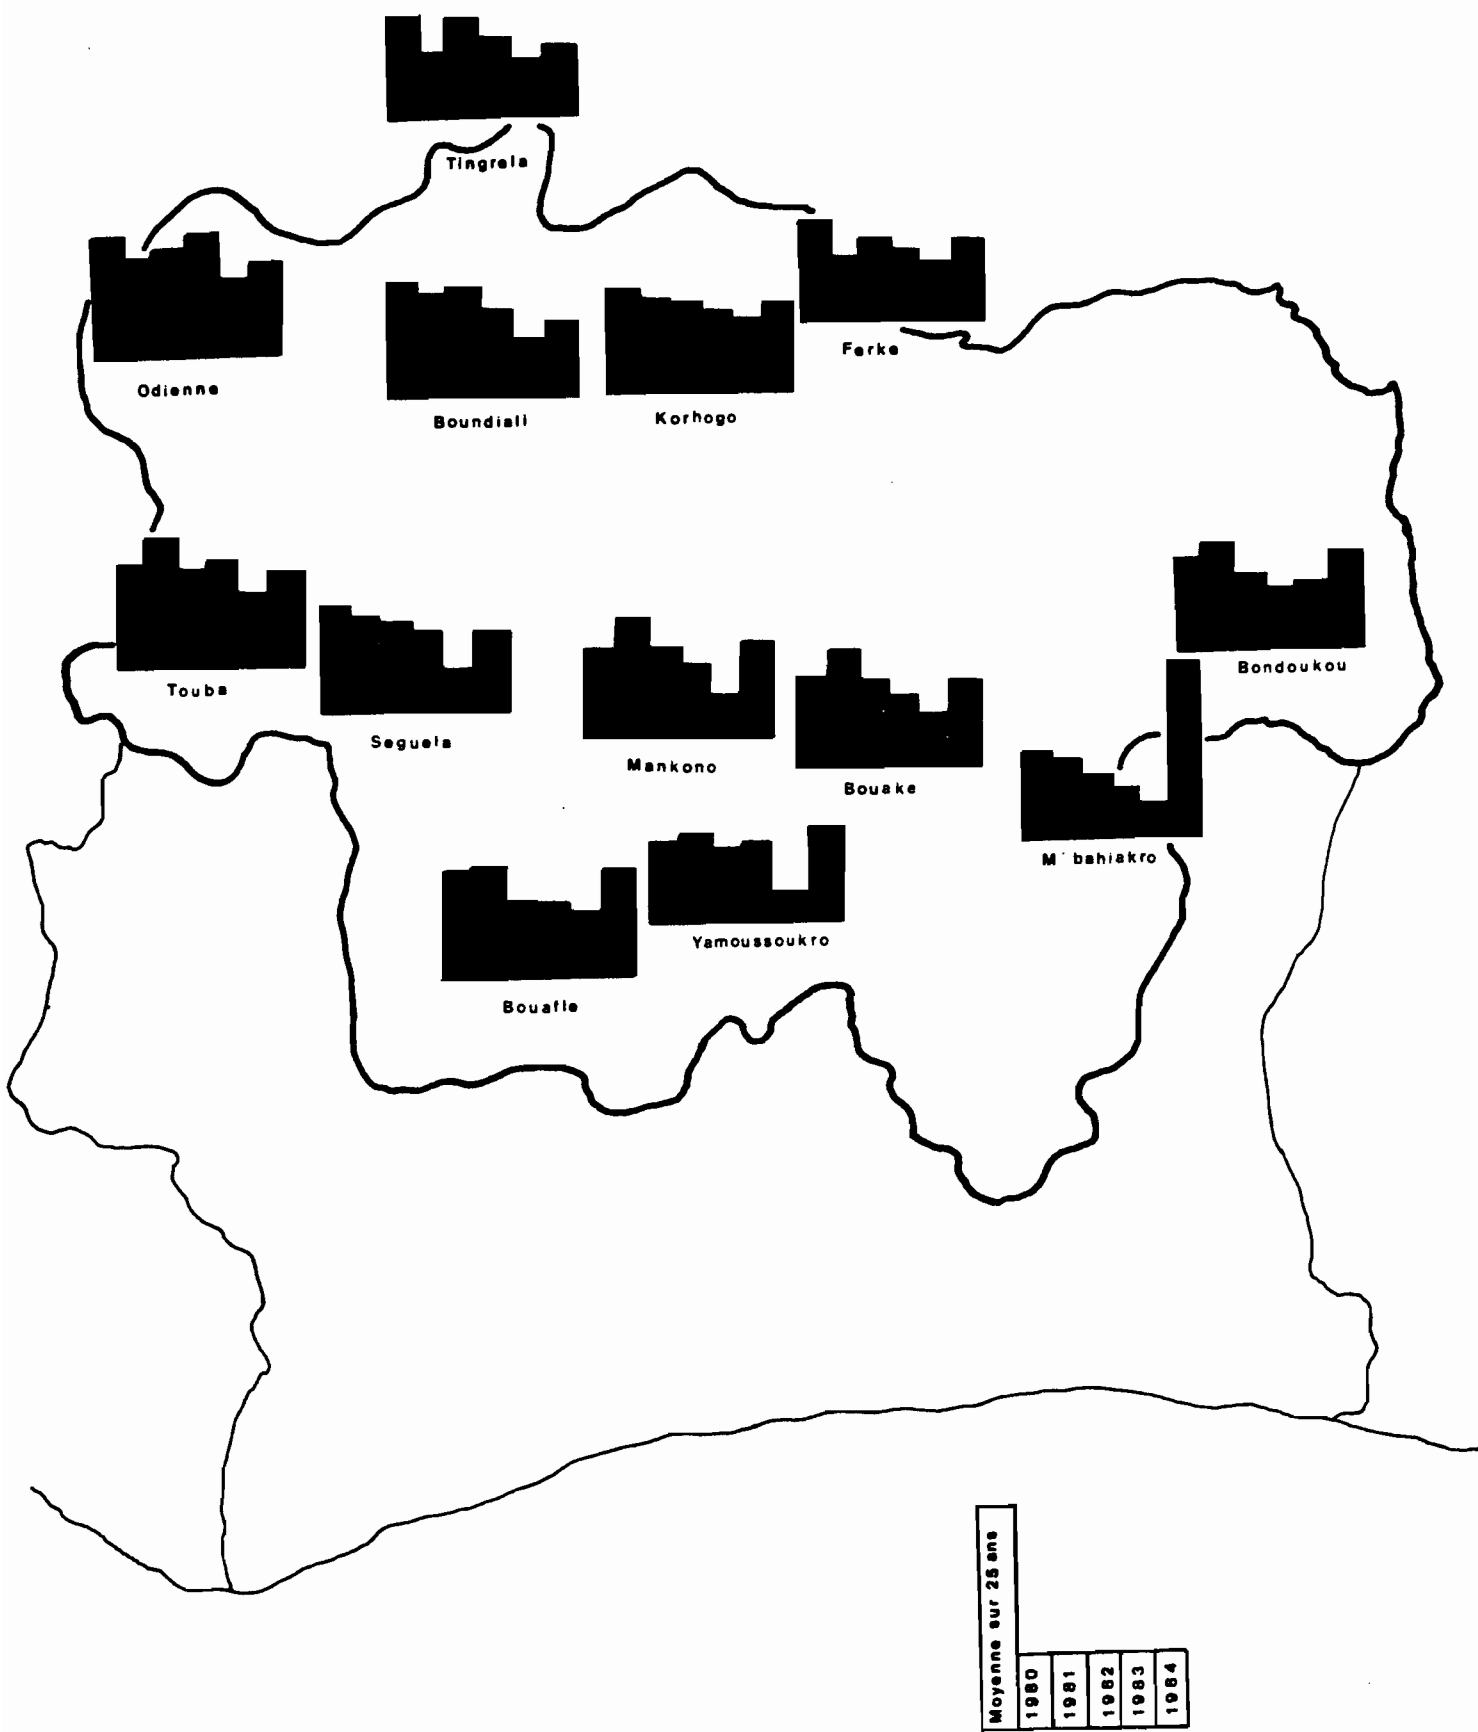 Tingrela
Ferke
Odienne
Boundiali
Korhogo
Touba
Bondoukou
Seguela
Mankono
Bouake
M'bahiakro
Yamoussoukro
Bouafle
Moyenne sur 25 ans
1980
1981
1982
1983
1984